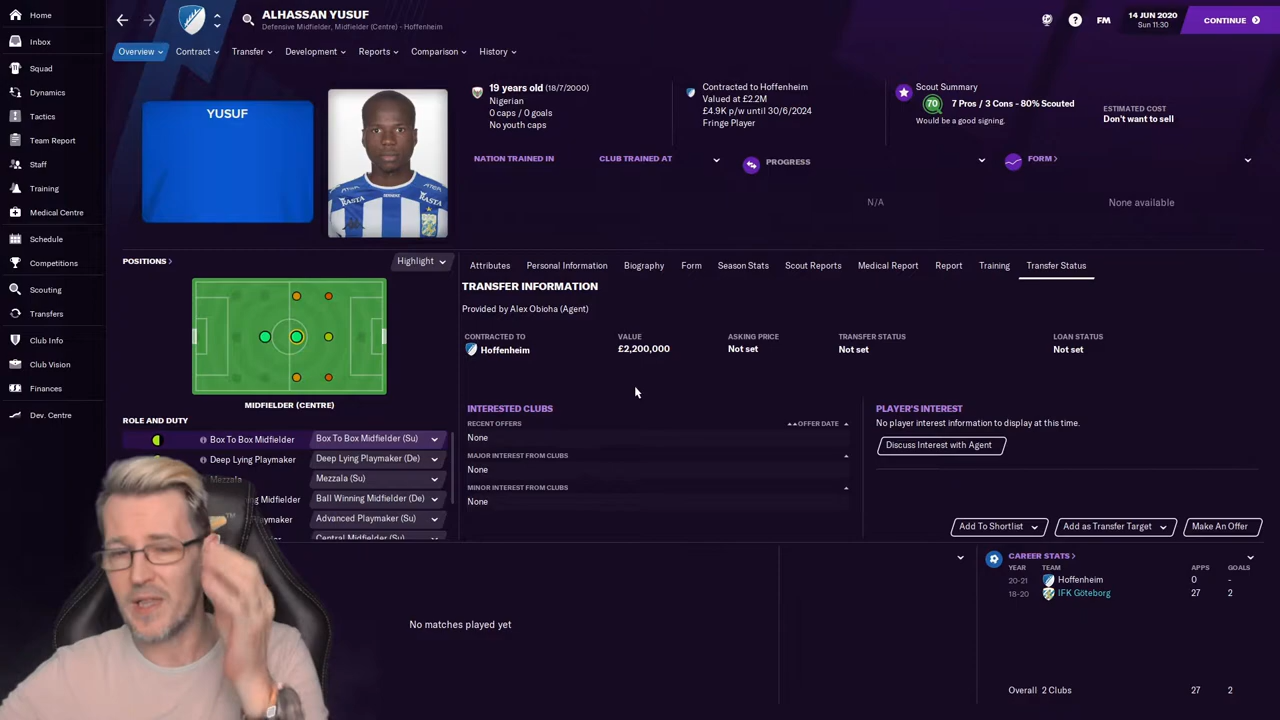 Home
Inbox
Squad
Dynamics
Tactics
Team Report
Staff
Training
Medical Centre
Schedule
Competitions
Scouting
Transfers
Club Info
Club Vision
Finances
Dev. Centre
ALHASSAN YUSUF
Defensive Midfielder, Midfielder (Centre) - Hoffenheim
FM
14 JUN 2020
Sun 11:30
CONTINUE
Overview
Contract
Transfer
Development
Reports
Comparison
History
YUSUF
19 years old (18/7/2000)
Nigerian
0 caps / 0 goals
No youth caps
Contracted to Hoffenheim
Valued at £2.2M
£4.9K p/w until 30/6/2024
Fringe Player
Scout Summary
70
7 Pros / 3 Cons - 80% Scouted
Would be a good signing.
ESTIMATED COST
Don't want to sell
NATION TRAINED IN
CLUB TRAINED AT
PROGRESS
N/A
FORM >
None available
POSITIONS >
Highlight
MIDFIELDER (CENTRE)
ROLE AND DUTY
Box To Box Midfielder
Box To Box Midfielder (Su)
Deep Lying Playmaker
Deep Lying Playmaker (De)
Mezzala
Mezzala (Su)
ng Midfielder
Ball Winning Midfielder (De)
aymaker
Advanced Playmaker (Su)
Central Midfielder (Su)
Attributes
Personal Information
Biography
Form
Season Stats
Scout Reports
Medical Report
Report
Training
Transfer Status
TRANSFER INFORMATION
Provided by Alex Obioha (Agent)
CONTRACTED TO
Hoffenheim
VALUE
£2,200,000
ASKING PRICE
Not set
TRANSFER STATUS
Not set
LOAN STATUS
Not set
INTERESTED CLUBS
RECENT OFFERS
OFFER DATE
None
MAJOR INTEREST FROM CLUBS
None
MINOR INTEREST FROM CLUBS
None
PLAYER'S INTEREST
No player interest information to display at this time.
Discuss Interest with Agent
Add To Shortlist
Add as Transfer Target
Make An Offer
No matches played yet
CAREER STATS >
YEAR TEAM APPS GOALS
20-21 Hoffenheim 0 -
18-20 IFK Göteborg 27 2
Overall 2 Clubs 27 2
RASTA
RASTA